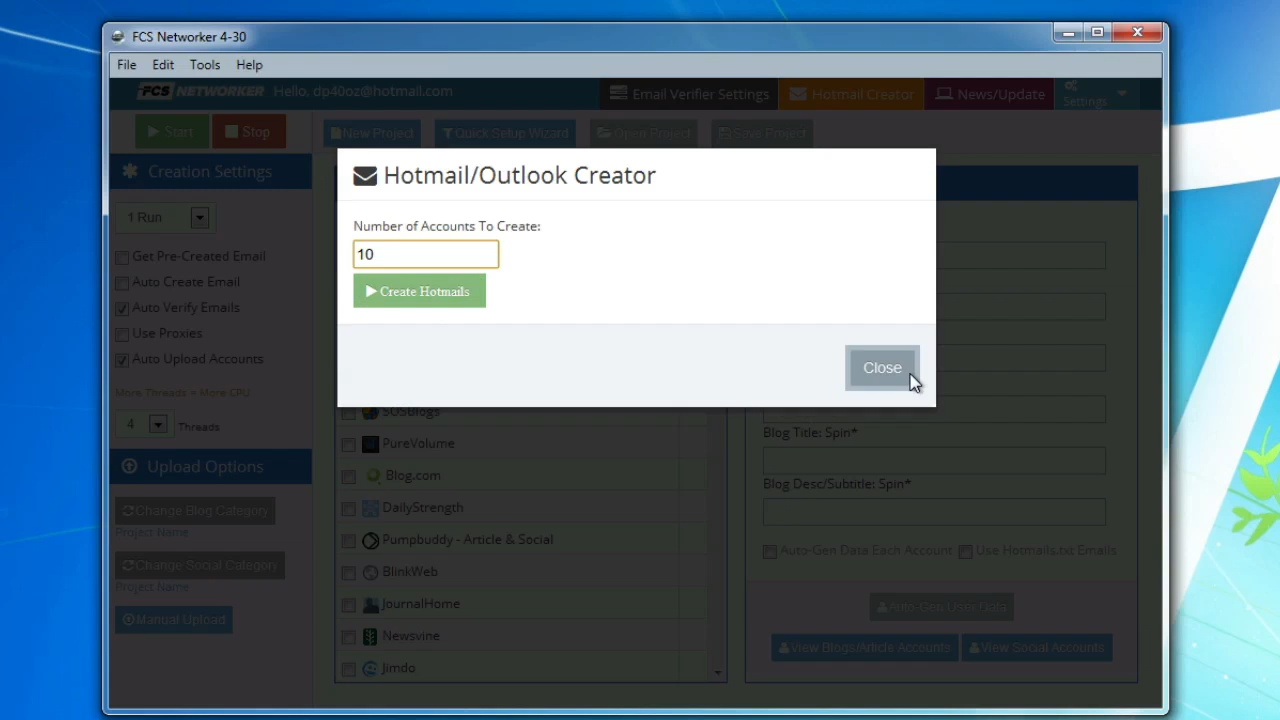 FCS Networker 4-30
File Edit Tools Help
FCS NETWORKER Hello, dp40oz@hotmail.com Email Verifier Settings Hotmail Creator News/Update Settings
Start Stop New Project Quick Setup Wizard Open Project Save Project
Creation Settings
1 Run
Get Pre-Created Email
Auto Create Email
Auto Verify Emails
Use Proxies
Auto Upload Accounts
More Threads = More CPU
4 Threads
Upload Options
Change Blog Category
Project Name
Change Social Category
Project Name
Manual Upload
Hotmail/Outlook Creator
Number of Accounts To Create:
10
Create Hotmails
Close
SOSBlogs
PureVolume
Blog.com
DailyStrength
Pumpbuddy - Article & Social
BlinkWeb
JournalHome
Newsvine
Jimdo
Blog Title: Spin*
Blog Desc/Subtitle: Spin*
Auto-Gen Data Each Account Use Hotmails.txt Emails
Auto-Gen User Data
View Blogs/Article Accounts View Social Accounts